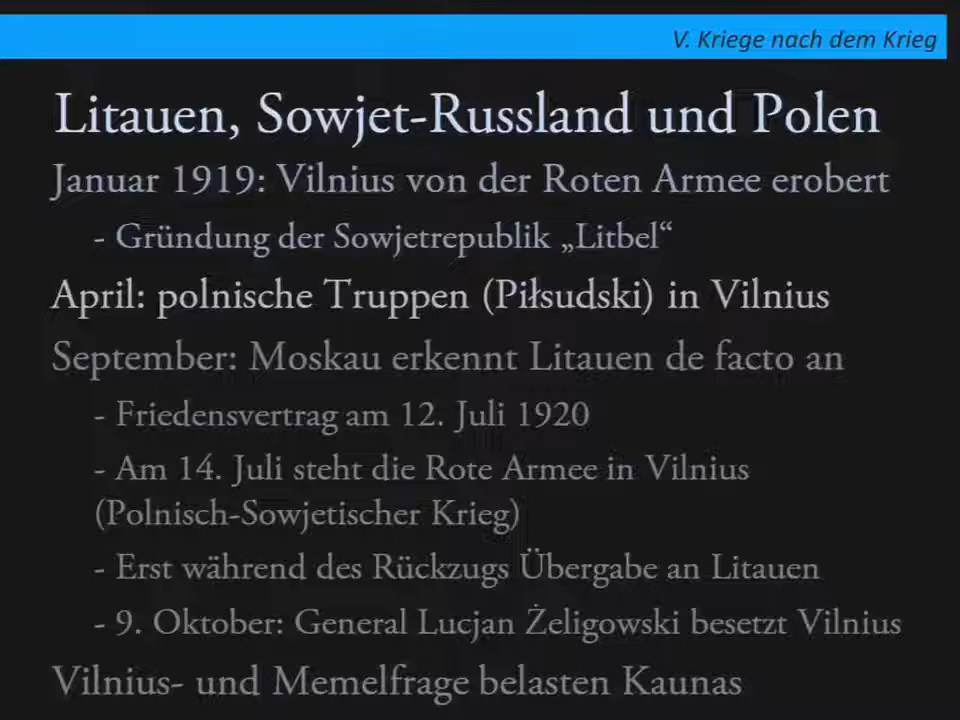 V. Kriege nach dem Krieg
Litauen, Sowjet-Russland und Polen
Januar 1919: Vilnius von der Roten Armee erobert
- Gründung der Sowjetrepublik „Litbel“
April: polnische Truppen (Piłsudski) in Vilnius
September: Moskau erkennt Litauen de facto an
- Friedensvertrag am 12. Juli 1920
- Am 14. Juli steht die Rote Armee in Vilnius
(Polnisch-Sowjetischer Krieg)
- Erst während des Rückzugs Übergabe an Litauen
- 9. Oktober: General Lucjan Żeligowski besetzt Vilnius
Vilnius- und Memelfrage belasten Kaunas